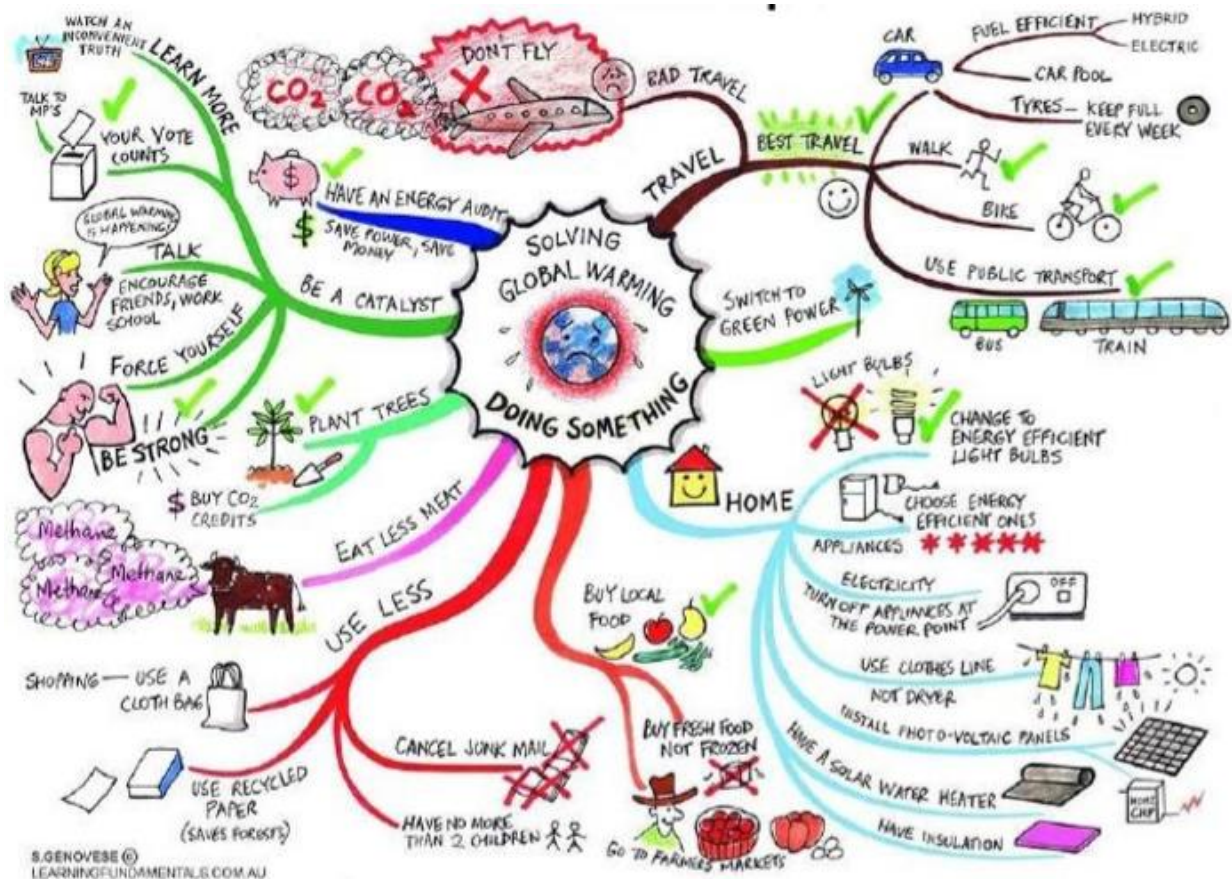 SOLVING
GLOBAL WARMING
DOING SOMETHING
TRAVEL
BAD TRAVEL
DON'T FLY
CO2
CO2
BEST TRAVEL
CAR
FUEL EFFICIENT
HYBRID
ELECTRIC
CAR POOL
TYRES – KEEP FULL
EVERY WEEK
WALK
BIKE
USE PUBLIC TRANSPORT
BUS
TRAIN
SWITCH TO
GREEN POWER
HOME
LIGHT BULBS
CHANGE TO
ENERGY EFFICIENT
LIGHT BULBS
CHOOSE ENERGY
EFFICIENT ONES
APPLIANCES
ELECTRICITY
TURN OFF APPLIANCES AT
THE POWER POINT
OFF
USE CLOTHES LINE
NOT DRYER
INSTALL PHOTO-VOLTAIC PANELS
HAVE A SOLAR WATER HEATER
HAVE INSULATION
BUY LOCAL
FOOD
BUY FRESH FOOD
NOT FROZEN
GO TO FARMERS MARKETS
USE LESS
SHOPPING — USE A
CLOTH BAG
USE RECYCLED
PAPER
(SAVES FORESTS)
CANCEL JUNK MAIL
HAVE NO MORE
THAN 2 CHILDREN
EAT LESS MEAT
Methane
Methane
Methane
PLANT TREES
$ BUY CO2
CREDITS
BE A CATALYST
LEARN MORE
WATCH AN
INCONVENIENT
TRUTH
TALK TO
MP'S
YOUR VOTE
COUNTS
GLOBAL WARMING
IS HAPPENING!
TALK
ENCOURAGE
FRIENDS, WORK
SCHOOL
FORCE YOURSELF
BE STRONG
HAVE AN ENERGY AUDIT
$
$ SAVE POWER, SAVE
MONEY
S.GENOVESE ©
LEARNINGFUNDAMENTALS.COM.AU